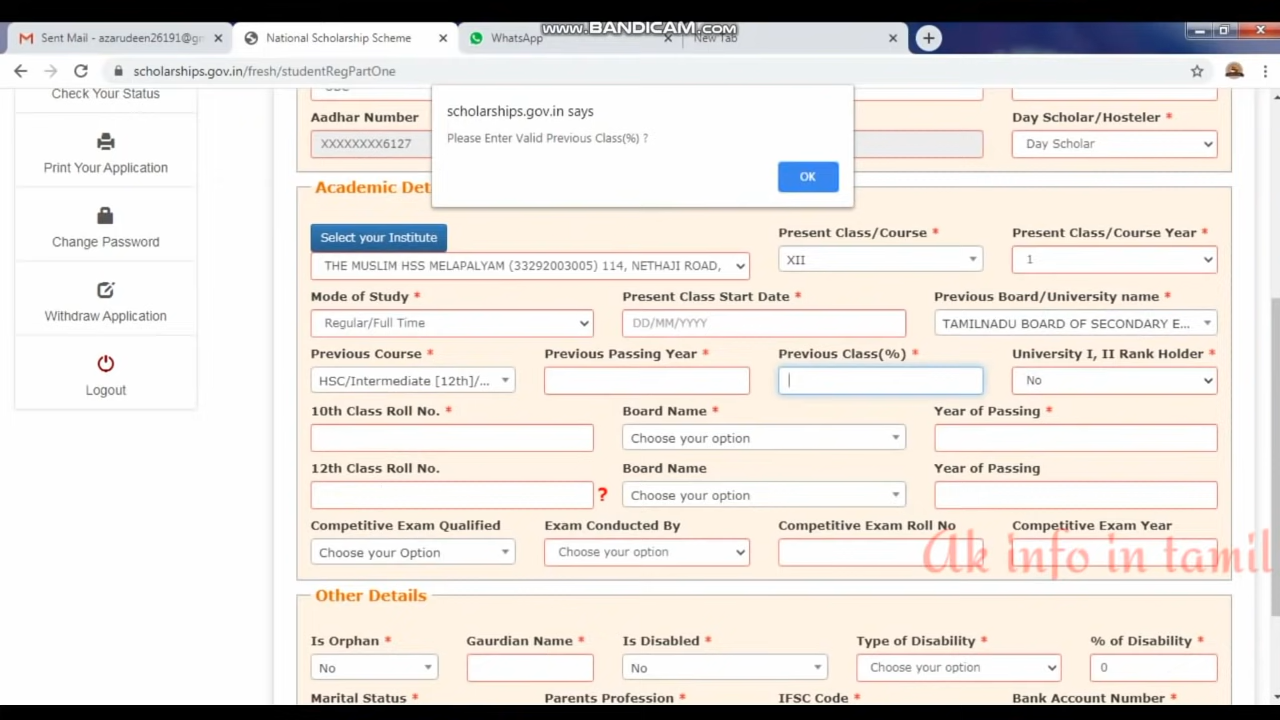 www.BANDICAM.com
Sent Mail - azarudeen26191@gm
National Scholarship Scheme
WhatsApp
New Tab
scholarships.gov.in/fresh/studentRegPartOne
scholarships.gov.in says
Please Enter Valid Previous Class(%) ?
OK
Check Your Status
Print Your Application
Change Password
Withdraw Application
Logout
Aadhar Number
Day Scholar/Hosteler *
XXXXXXXX6127
Day Scholar
Academic Det
Select your Institute
Present Class/Course *
Present Class/Course Year *
THE MUSLIM HSS MELAPALYAM (33292003005) 114, NETHAJI ROAD,
XII
1
Mode of Study *
Present Class Start Date *
Previous Board/University name *
Regular/Full Time
DD/MM/YYYY
TAMILNADU BOARD OF SECONDARY E...
Previous Course *
Previous Passing Year *
Previous Class(%) *
University I, II Rank Holder *
HSC/Intermediate [12th]/...
No
10th Class Roll No. *
Board Name *
Year of Passing *
Choose your option
12th Class Roll No.
Board Name
Year of Passing
?
Choose your option
Competitive Exam Qualified
Exam Conducted By
Competitive Exam Roll No
Competitive Exam Year
Choose your Option
Choose your option
Ak info in tamil
Other Details
Is Orphan *
Gaurdian Name *
Is Disabled *
Type of Disability *
% of Disability *
No
No
Choose your option
0
Marital Status *
Parents Profession *
IFSC Code *
Bank Account Number *